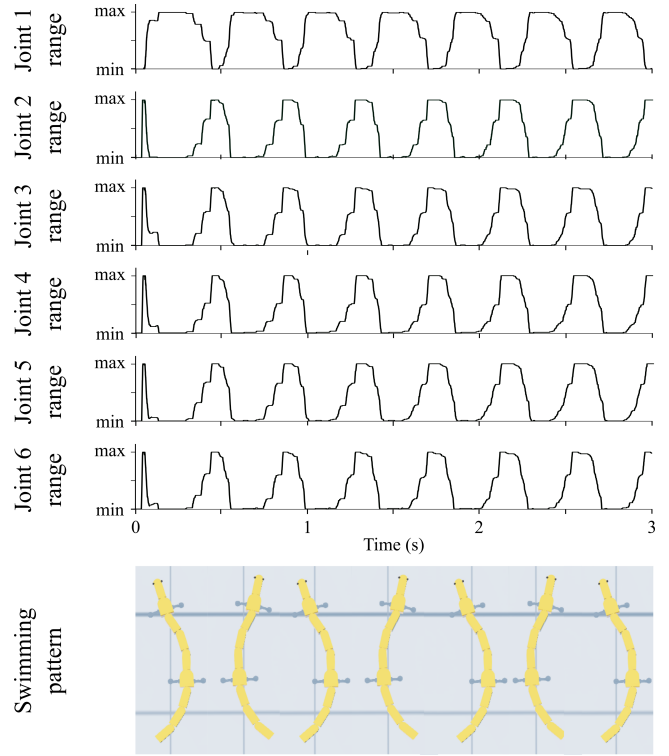 Joint 1
range
max
min
Joint 2
range
max
min
Joint 3
range
max
min
Joint 4
range
max
min
Joint 5
range
max
min
Joint 6
range
max
min
0 1 2 3
Time (s)
Swimming
pattern